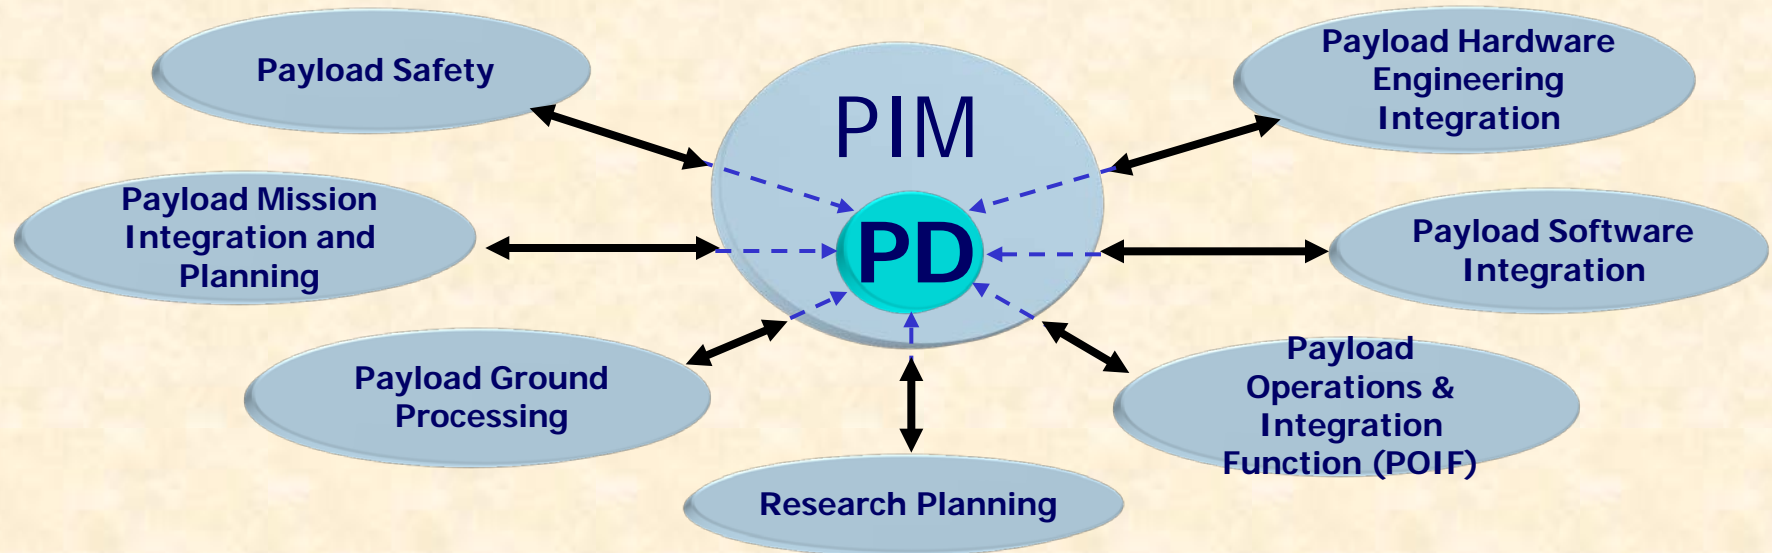 Payload Safety
PIM
Payload Hardware
Engineering
Integration
Payload Mission
Integration and
Planning
PD
Payload Software
Integration
Payload Ground
Processing
Payload
Operations &
Integration
Function (POIF)
Research Planning